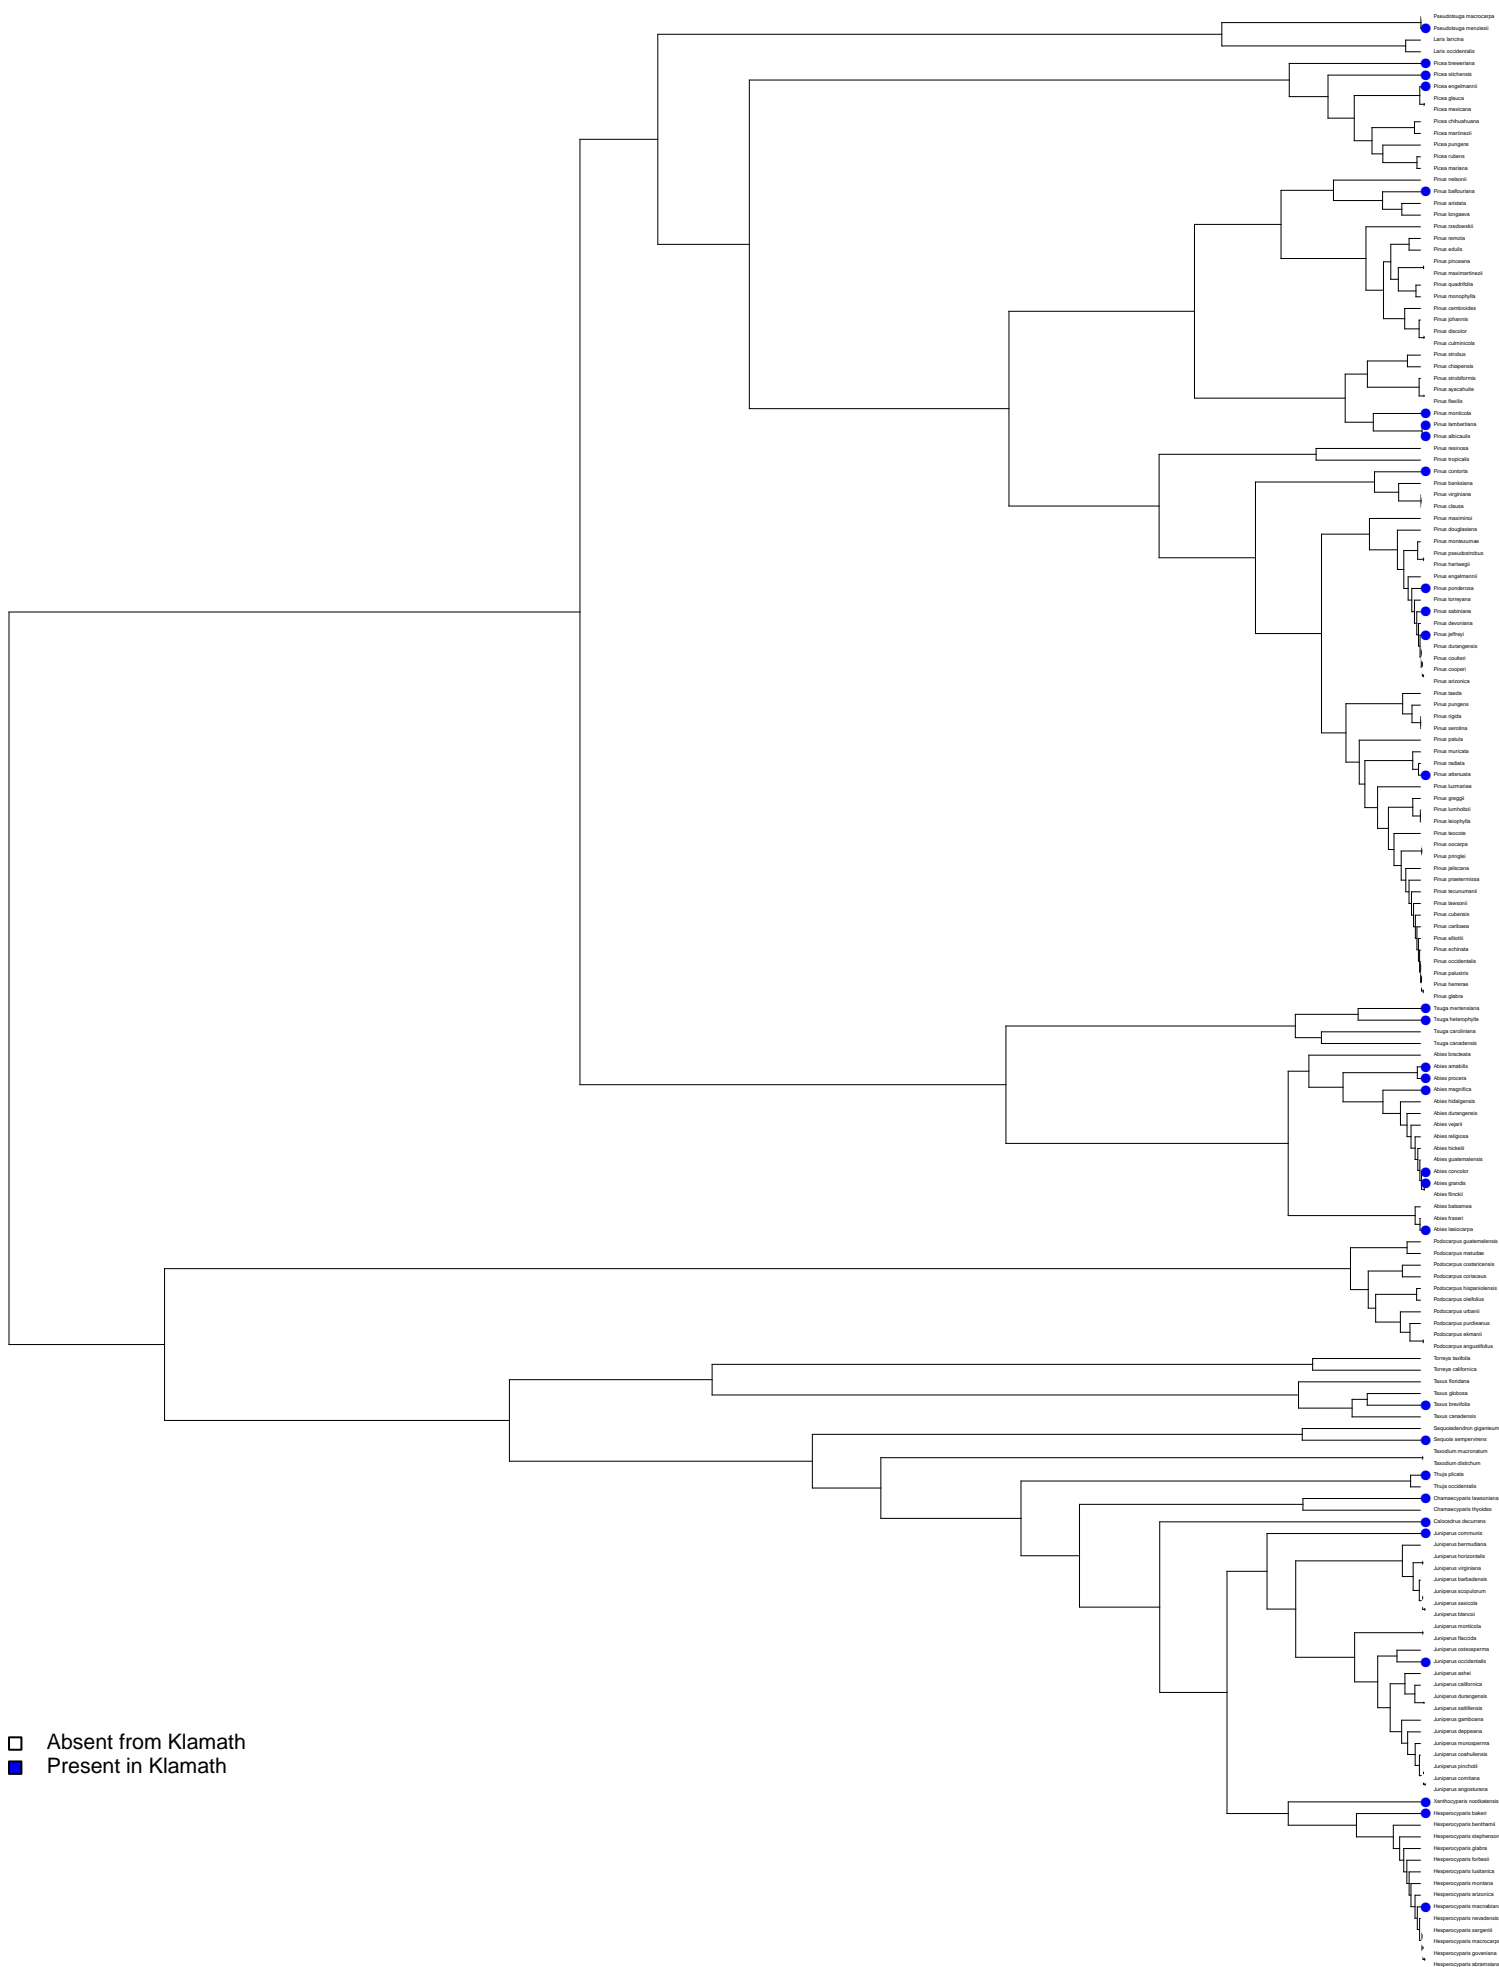 Pseudotsuga macrocarpa
Pseudotsuga menziesii
Larix laricina
Larix occidentalis
Picea breweriana
Picea sitchensis
Picea engelmannii
Picea glauca
Picea mexicana
Picea chihuahuana
Picea martinezii
Picea pungens
Picea rubens
Picea mariana
Pinus nelsonii
Pinus balfouriana
Pinus aristata
Pinus longaeva
Pinus rzedowskii
Pinus remota
Pinus edulis
Pinus pinceana
Pinus maximartinezii
Pinus quadrifolia
Pinus monophylla
Pinus cembroides
Pinus johannis
Pinus discolor
Pinus culminicola
Pinus strobus
Pinus chiapensis
Pinus strobiformis
Pinus ayacahuite
Pinus flexilis
Pinus monticola
Pinus lambertiana
Pinus albicaulis
Pinus resinosa
Pinus tropicalis
Pinus contorta
Pinus banksiana
Pinus virginiana
Pinus clausa
Pinus maximinoi
Pinus douglasiana
Pinus montezumae
Pinus pseudostrobus
Pinus hartwegii
Pinus engelmannii
Pinus ponderosa
Pinus torreyana
Pinus sabiniana
Pinus devoniana
Pinus jeffreyi
Pinus durangensis
Pinus coulteri
Pinus cooperi
Pinus arizonica
Pinus taeda
Pinus pungens
Pinus rigida
Pinus serotina
Pinus patula
Pinus muricata
Pinus radiata
Pinus attenuata
Pinus luzmariae
Pinus greggii
Pinus lumholtzii
Pinus leiophylla
Pinus teocote
Pinus oocarpa
Pinus pringlei
Pinus jaliscana
Pinus praetermissa
Pinus tecunumanii
Pinus lawsonii
Pinus cubensis
Pinus caribaea
Pinus elliottii
Pinus echinata
Pinus occidentalis
Pinus palustris
Pinus herrerae
Pinus glabra
Tsuga mertensiana
Tsuga heterophylla
Tsuga caroliniana
Tsuga canadensis
Abies bracteata
Abies amabilis
Abies procera
Abies magnifica
Abies hidalgensis
Abies durangensis
Abies vejarii
Abies religiosa
Abies hickelii
Abies guatemalensis
Abies concolor
Abies grandis
Abies flinckii
Abies balsamea
Abies fraseri
Abies lasiocarpa
Podocarpus guatemalensis
Podocarpus matudae
Podocarpus costaricensis
Podocarpus coriaceus
Podocarpus hispaniolensis
Podocarpus oleifolius
Podocarpus urbanii
Podocarpus purdieanus
Podocarpus ekmanii
Podocarpus angustifolius
Torreya taxifolia
Torreya californica
Taxus floridana
Taxus globosa
Taxus brevifolia
Taxus canadensis
Sequoiadendron giganteum
Sequoia sempervirens
Taxodium mucronatum
Taxodium distichum
Thuja plicata
Thuja occidentalis
Chamaecyparis lawsoniana
Chamaecyparis thyoides
Calocedrus decurrens
Juniperus communis
Juniperus bermudiana
Juniperus horizontalis
Juniperus virginiana
Juniperus barbadensis
Juniperus scopulorum
Juniperus saxicola
Juniperus blancoi
Juniperus monticola
Juniperus flaccida
Juniperus osteosperma
Juniperus occidentalis
Juniperus ashei
Juniperus californica
Juniperus durangensis
Juniperus saltillensis
Juniperus gamboana
Juniperus deppeana
Juniperus monosperma
Juniperus coahuilensis
Juniperus pinchotii
Juniperus comitana
Juniperus angosturana
Xanthocyparis nootkatensis
Hesperocyparis bakeri
Hesperocyparis benthamii
Hesperocyparis stephenson
Hesperocyparis glabra
Hesperocyparis forbesii
Hesperocyparis lusitanica
Hesperocyparis montana
Hesperocyparis arizonica
Hesperocyparis macnabian
Hesperocyparis nevadensis
Hesperocyparis sargentii
Hesperocyparis macrocarp
Hesperocyparis goveniana
Hesperocyparis abramsiana
Absent from Klamath
Present in Klamath